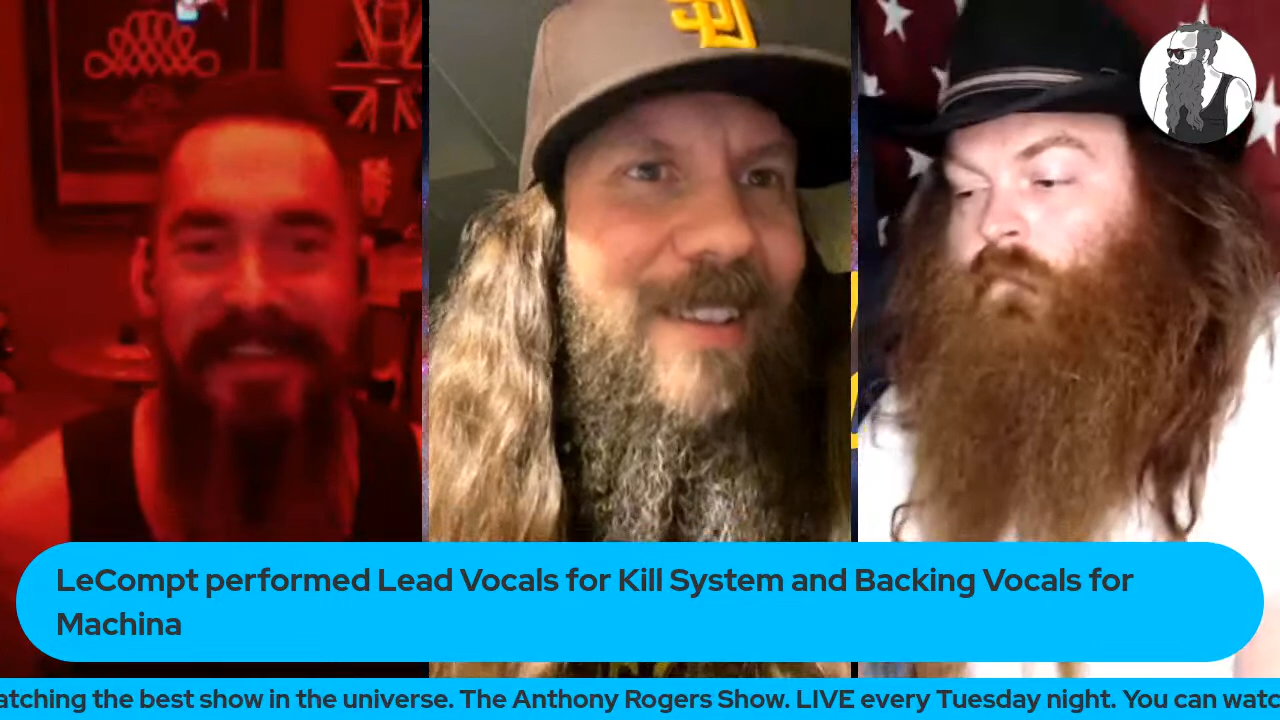 LeCompt performed Lead Vocals for Kill System and Backing Vocals for
Machina
atching the best show in the universe. The Anthony Rogers Show. LIVE every Tuesday night. You can watc